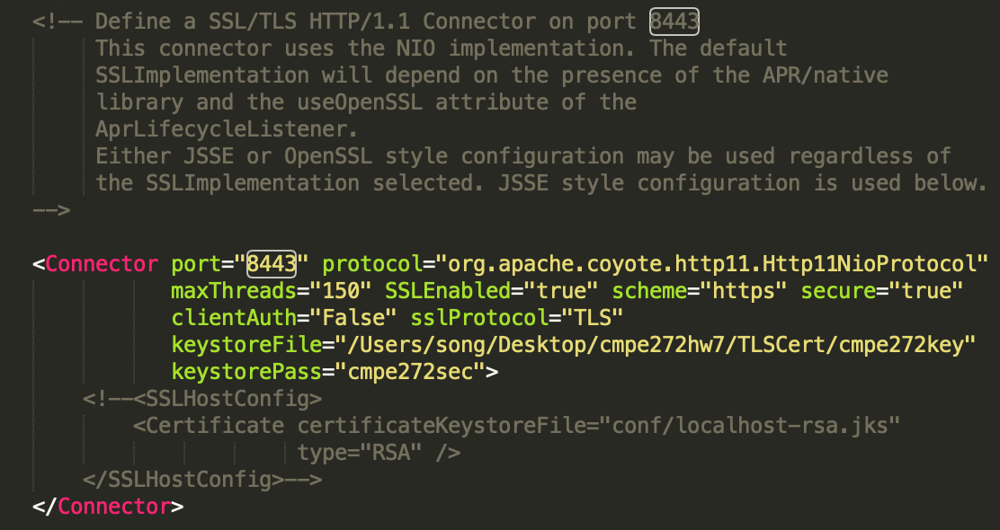 <!-- Define a SSL/TLS HTTP/1.1 Connector on port 8443
This connector uses the NIO implementation. The default
SSLImplementation will depend on the presence of the APR/native
library and the useOpenSSL attribute of the
AprLifecycleListener.
Either JSSE or OpenSSL style configuration may be used regardless of
the SSLImplementation selected. JSSE style configuration is used below.
-->
<Connector port="8443" protocol="org.apache.coyote.http11.Http11NioProtocol"
maxThreads="150" SSLEnabled="true" scheme="https" secure="true"
clientAuth="False" sslProtocol="TLS"
keystoreFile="/Users/song/Desktop/cmpe272hw7/TLSCert/cmpe272key"
keystorePass="cmpe272sec">
<!--<SSLHostConfig>
<Certificate certificateKeystoreFile="conf/localhost-rsa.jks"
type="RSA" />
</SSLHostConfig>-->
</Connector>